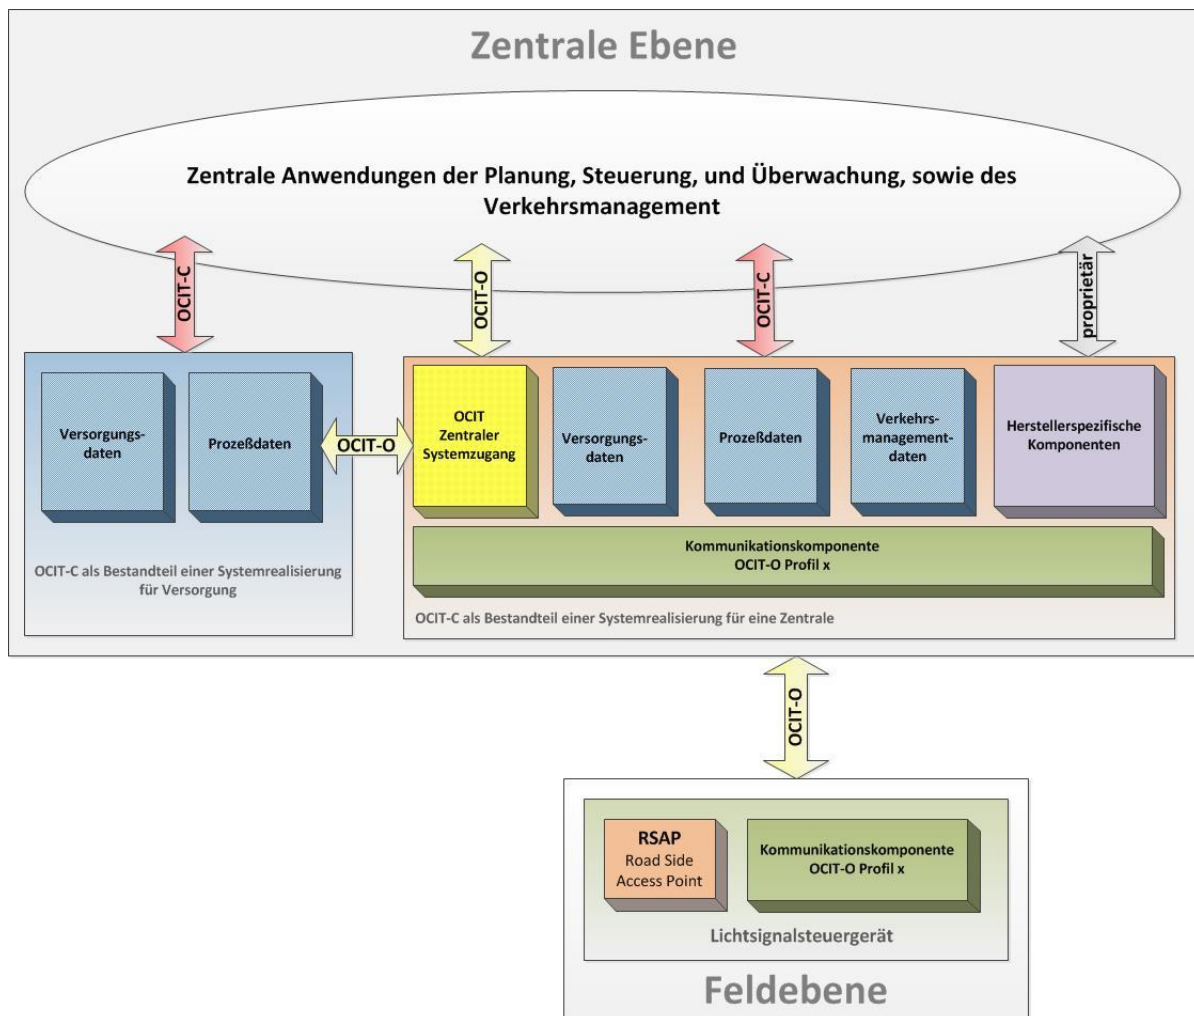 Zentrale Ebene
Zentrale Anwendungen der Planung, Steuerung, und Überwachung, sowie des
Verkehrsmanagement
OCIT-C
OCIT-O
OCIT-C
proprietär
Versorgungs-
daten
Prozeßdaten
OCIT-O
OCIT
Zentraler
Systemzugang
Versorgungs-
daten
Prozeßdaten
Verkehrs-
management-
daten
Herstellerspezifische
Komponenten
Kommunikationskomponente
OCIT-O Profil x
OCIT-C als Bestandteil einer Systemrealisierung
für Versorgung
OCIT-C als Bestandteil einer Systemrealisierung für eine Zentrale
OCIT-O
RSAP
Road Side
Access Point
Kommunikationskomponente
OCIT-O Profil x
Lichtsignalsteuergerät
Feldebene